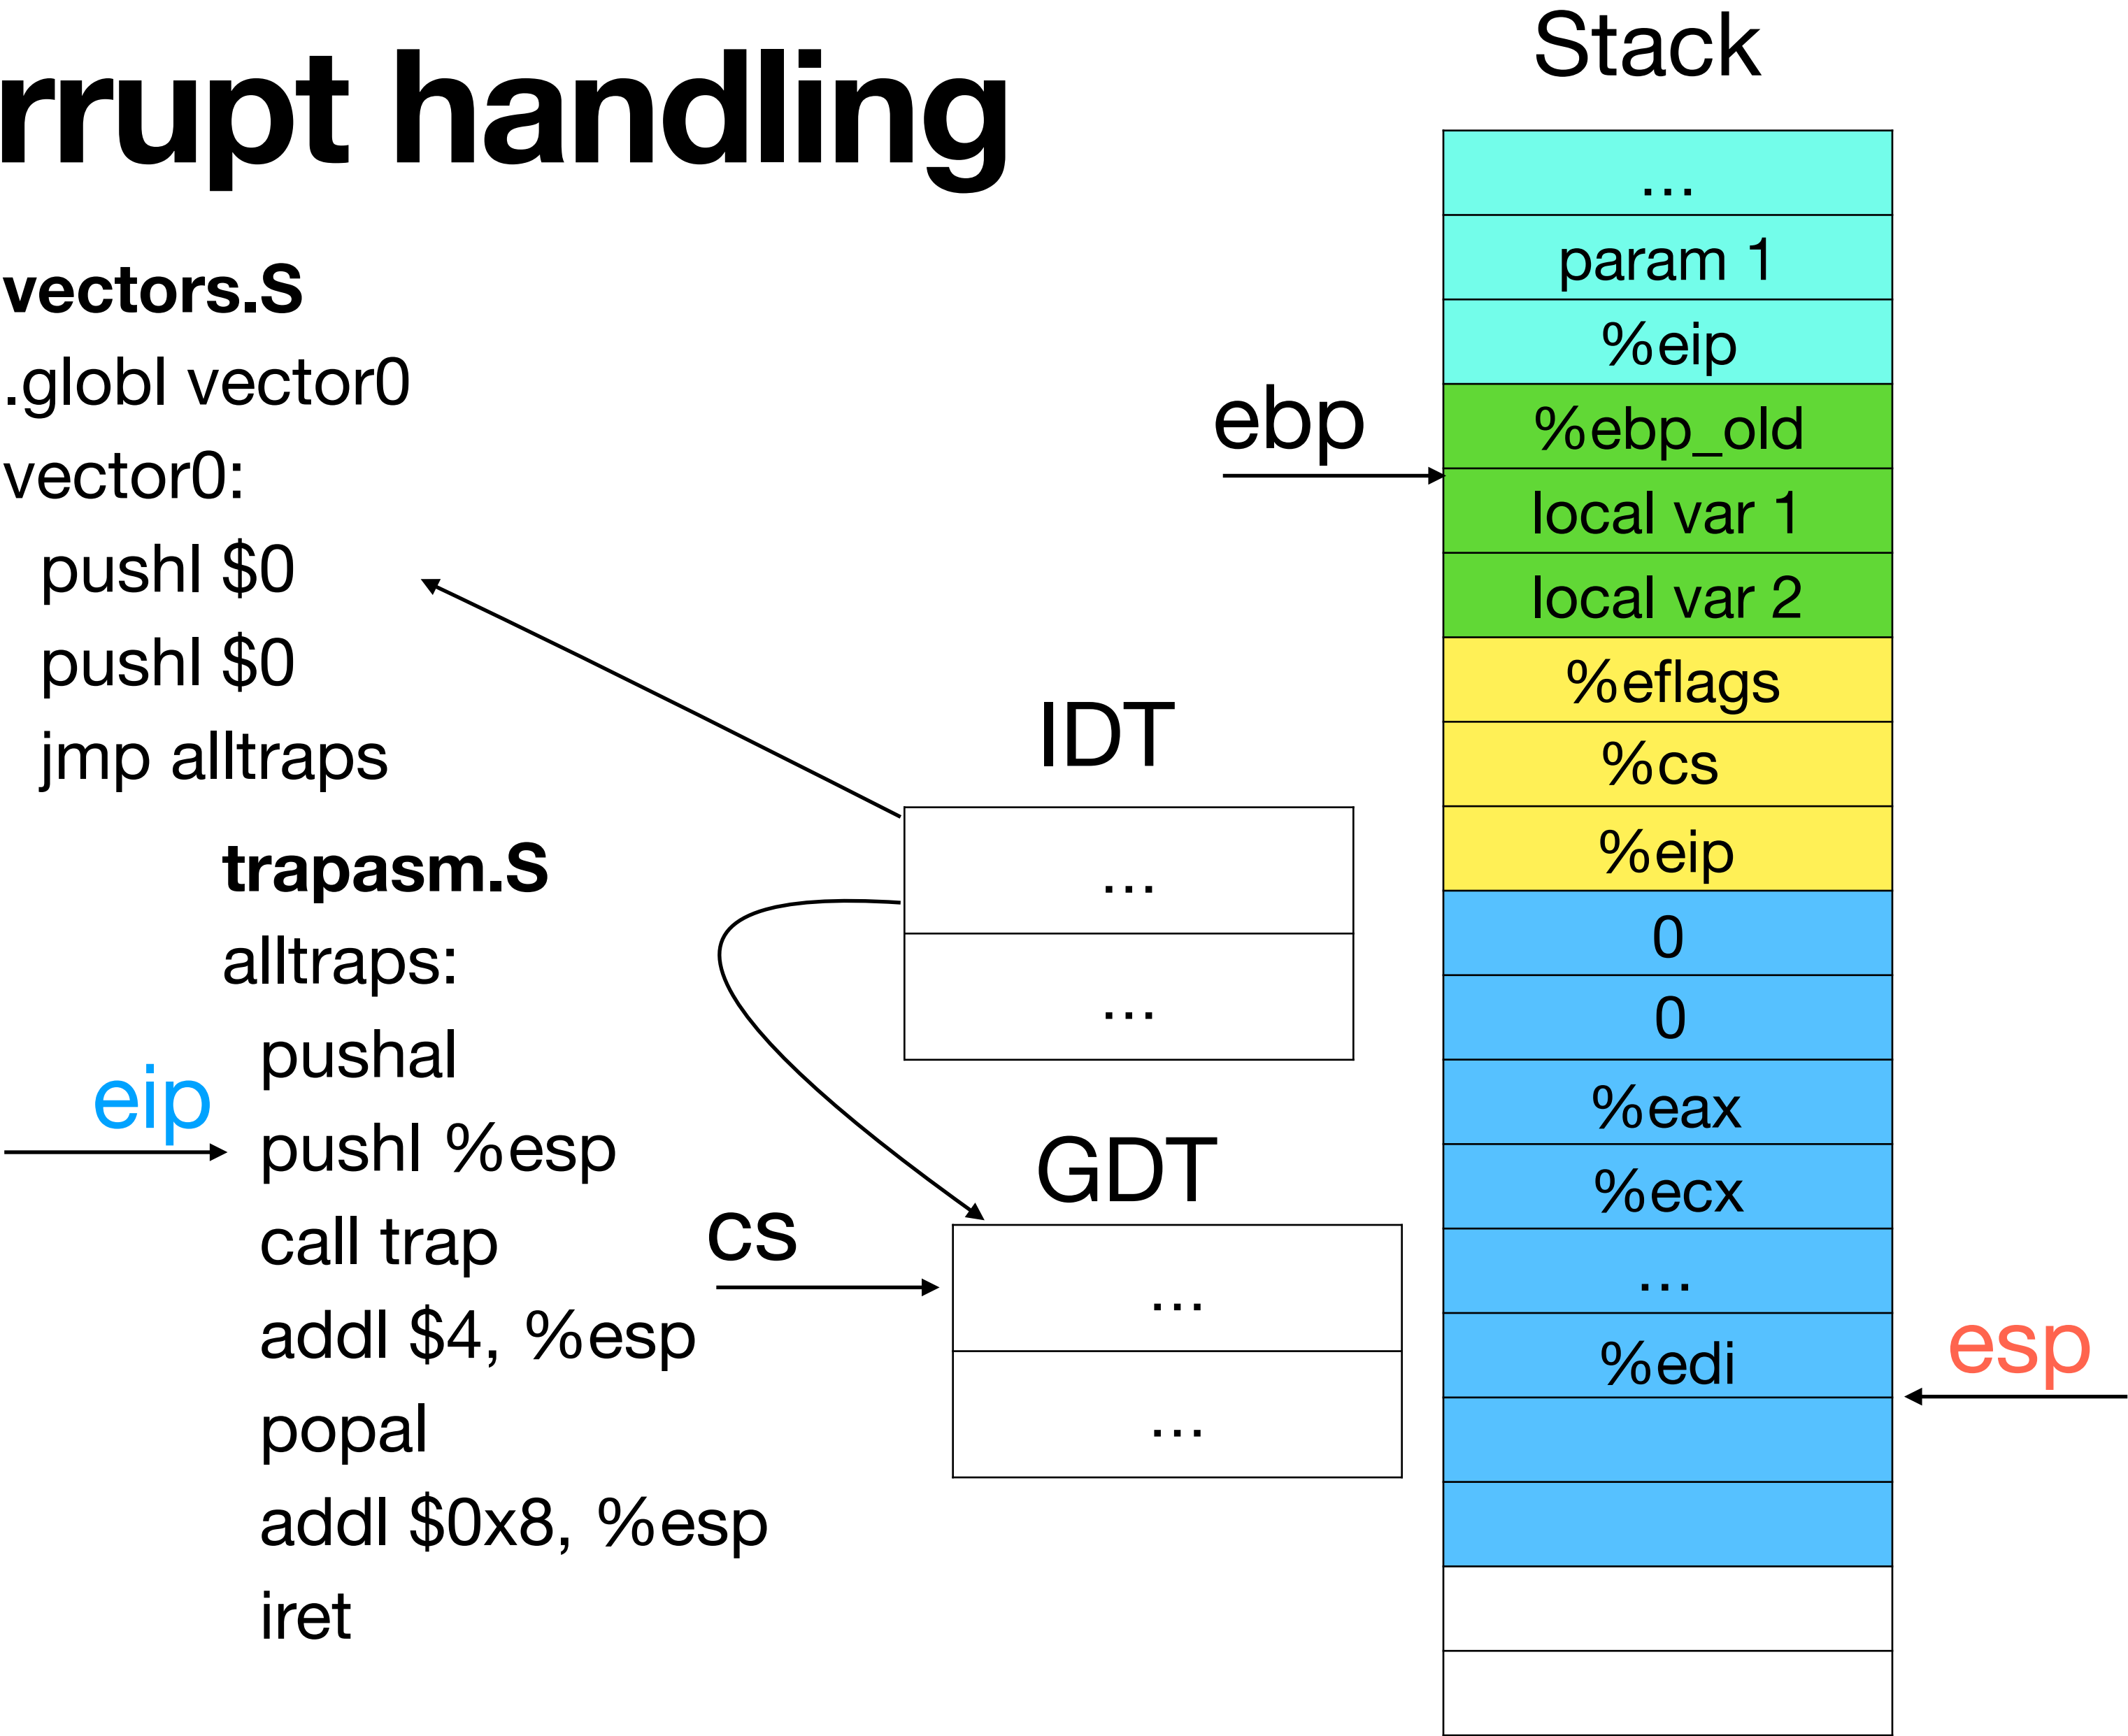 rrupt handling
vectors.S
.globl vector0
vector0:
pushl $0
pushl $0
jmp alltraps
trapasm.S
alltraps:
pushal
eip
pushl %esp
call trap
addl $4, %esp
popal
addl $0x8, %esp
iret
IDT
...
...
GDT
cs
...
...
Stack
...
param 1
%eip
ebp
%ebp_old
local var 1
local var 2
%eflags
%cs
%eip
0
0
%eax
%ecx
...
%edi
esp